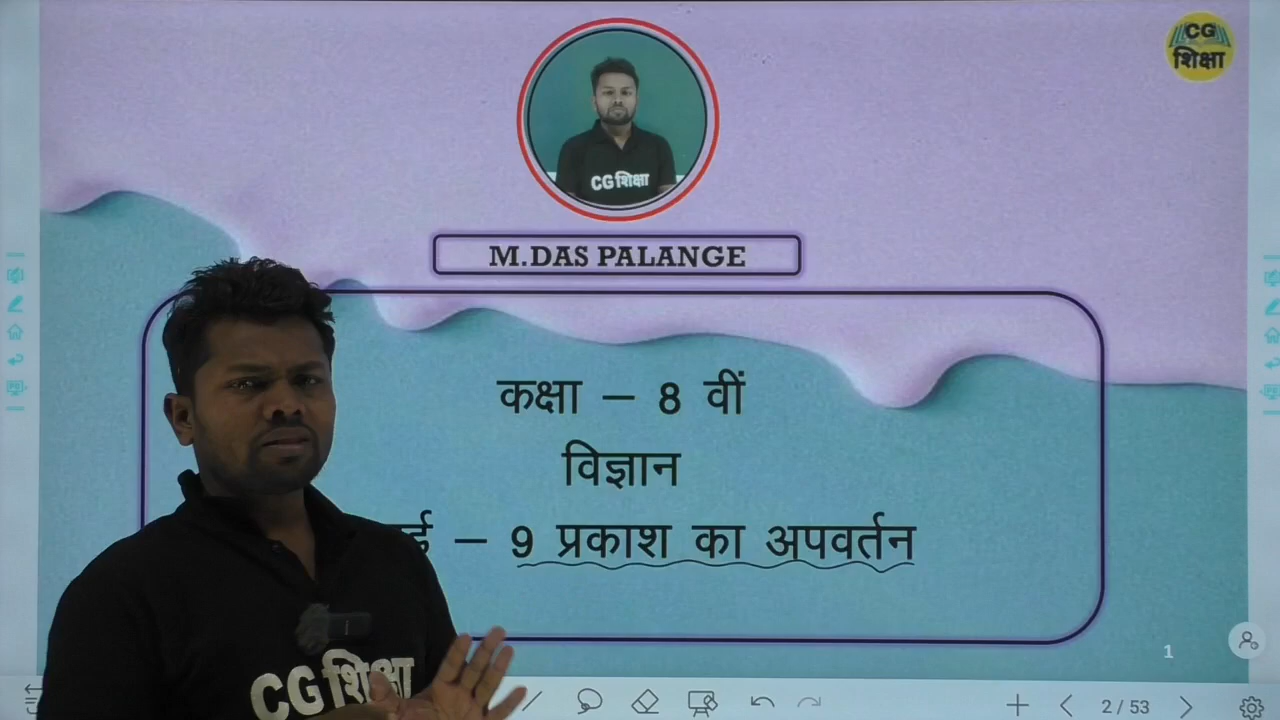 CG
शिक्षा
CG शिक्षा
M.DAS PALANGE
कक्षा – 8 वीं
विज्ञान
– 9 प्रकाश का अपवर्तन
CG शिक्षा
1
2 / 53